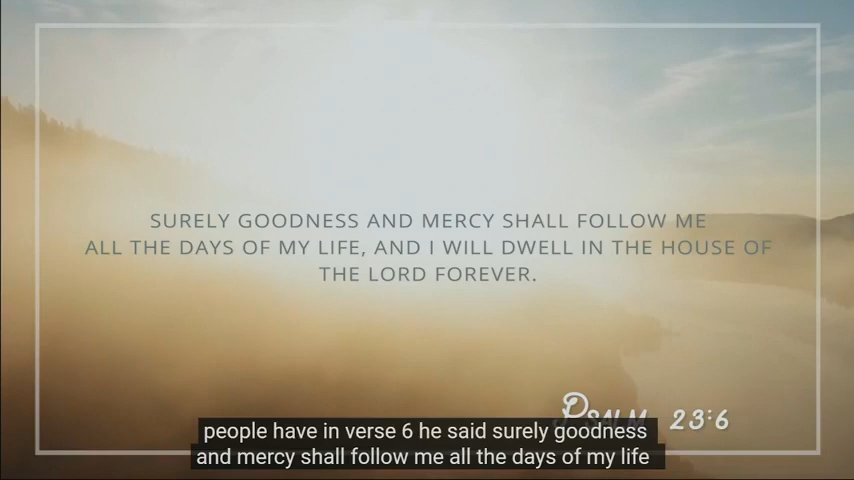 SURELY GOODNESS AND MERCY SHALL FOLLOW ME
ALL THE DAYS OF MY LIFE, AND I WILL DWELL IN THE HOUSE OF
THE LORD FOREVER.
Psalm 23:6
people have in verse 6 he said surely goodness
and mercy shall follow me all the days of my life